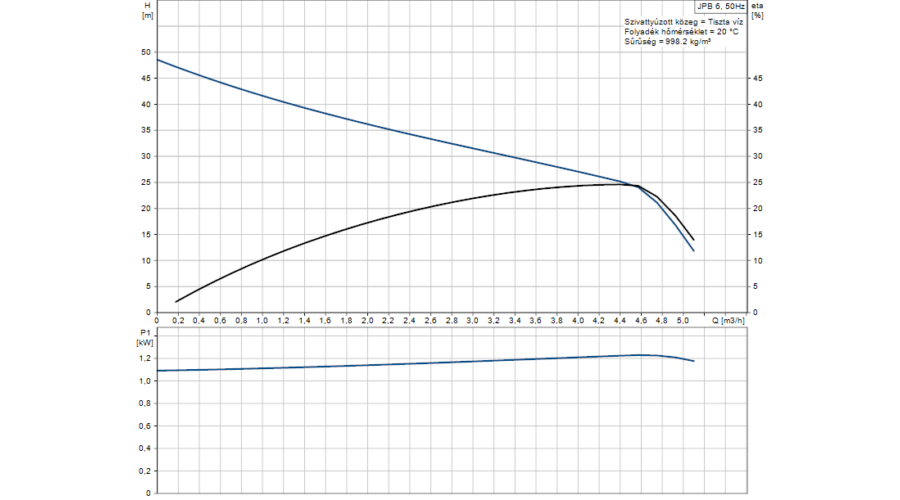 H
[m]
JPB 6, 50Hz
eta
[%]
Szivattyúzott közeg = Tiszta víz
Folyadék hőmérséklet = 20 °C
Sűrűség = 998.2 kg/m³
50
45
40
35
30
25
20
15
10
5
0
45
40
35
30
25
20
15
10
5
0
0 0.2 0.4 0.6 0.8 1.0 1.2 1.4 1.6 1.8 2.0 2.2 2.4 2.6 2.8 3.0 3.2 3.4 3.6 3.8 4.0 4.2 4.4 4.6 4.8 5.0 Q [m3/h]
P1
[kW]
1,2
1,0
0,8
0,6
0,4
0,2
0